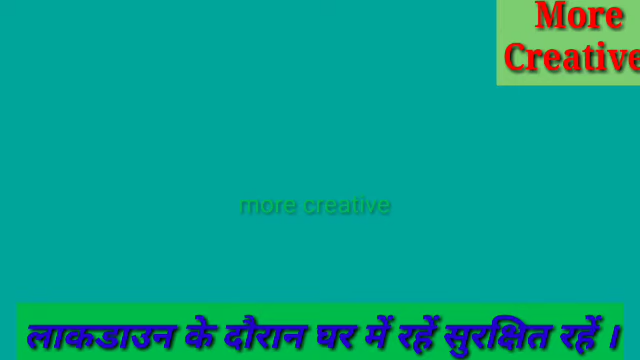 More
Creative
more creative
लाकडाउन के दौरान घर में रहें सुरक्षित रहें ।